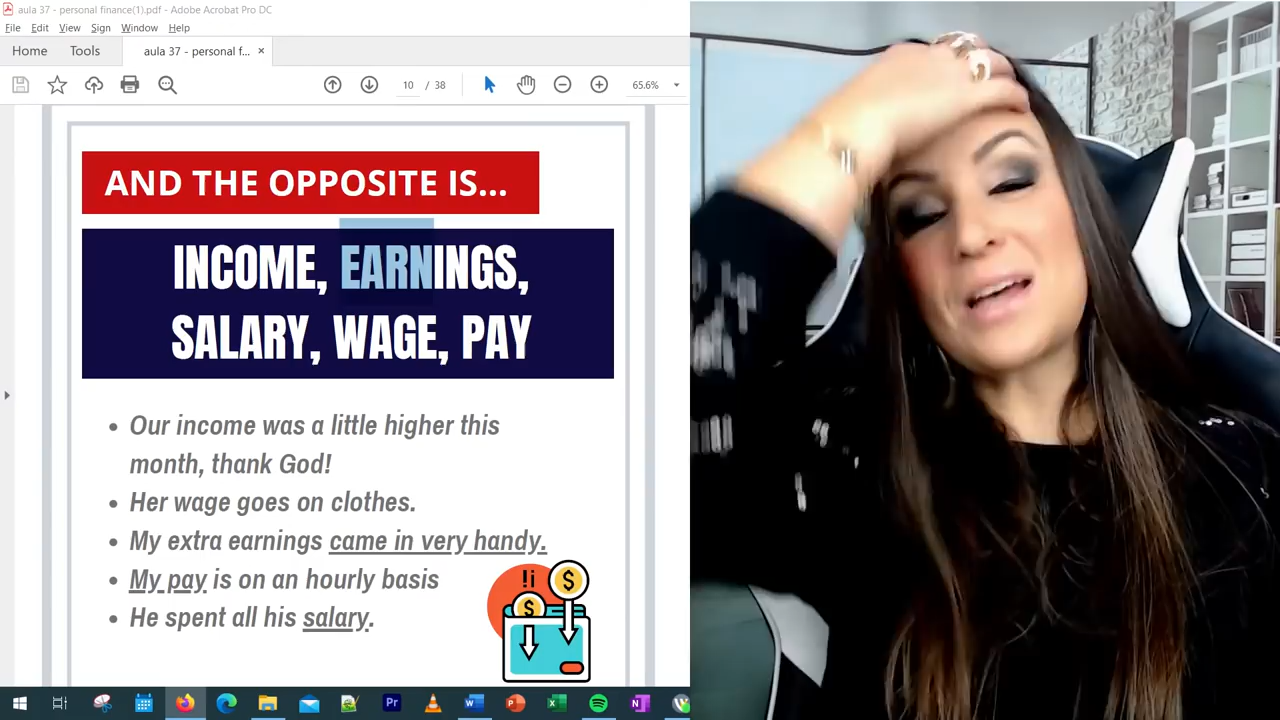 aula 37 - personal finance(1).pdf - Adobe Acrobat Pro DC
File Edit View Sign Window Help
Home Tools aula 37 - personal f... ×
10 / 38 65.6%
AND THE OPPOSITE IS...
INCOME, EARNINGS,
SALARY, WAGE, PAY
• Our income was a little higher this
month, thank God!
• Her wage goes on clothes.
• My extra earnings came in very handy.
• My pay is on an hourly basis
• He spent all his salary.
!i $
$
Pr W P X N